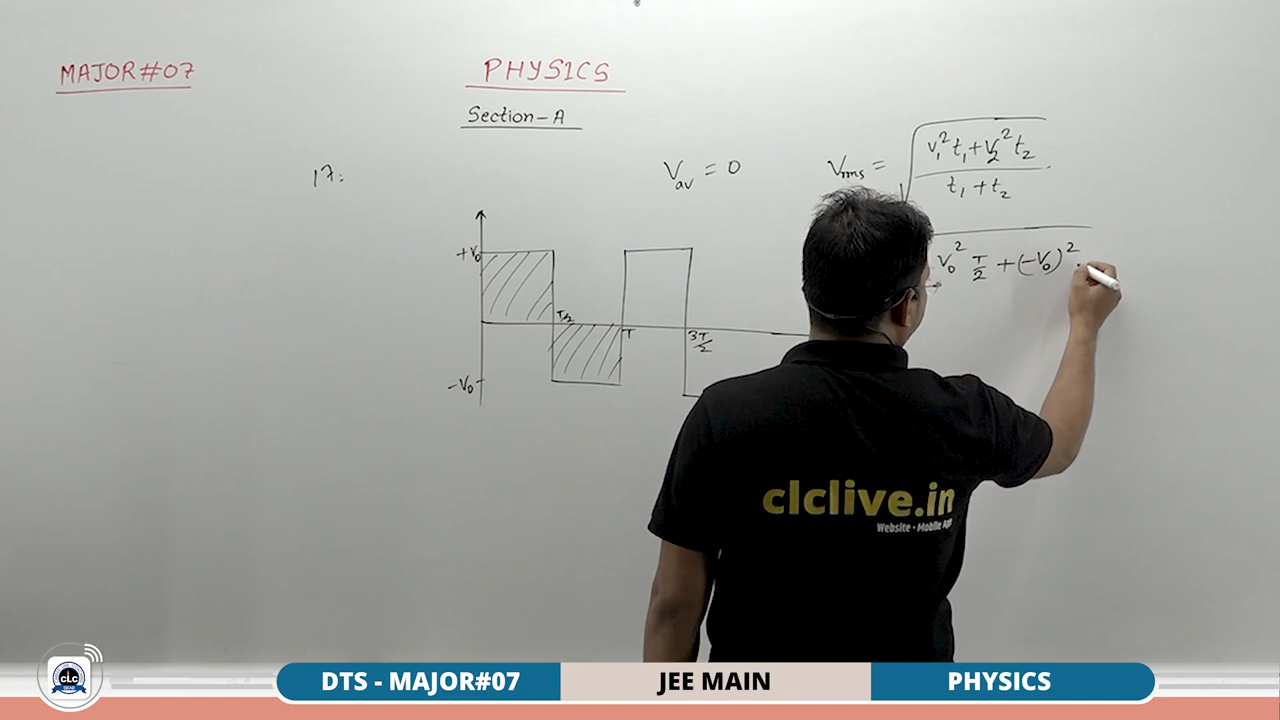 MAJOR#07
PHYSICS
Section-A
17:
V_av = 0
V_rms = √((V₁²t₁+V₂²t₂)/(t₁+t₂))
V₀² T/2 +(-V₀)²
+V₀
T/2
T
3T/2
-V₀
clclive.in
Website • Mobile App
CLC
DTS - MAJOR#07
JEE MAIN
PHYSICS